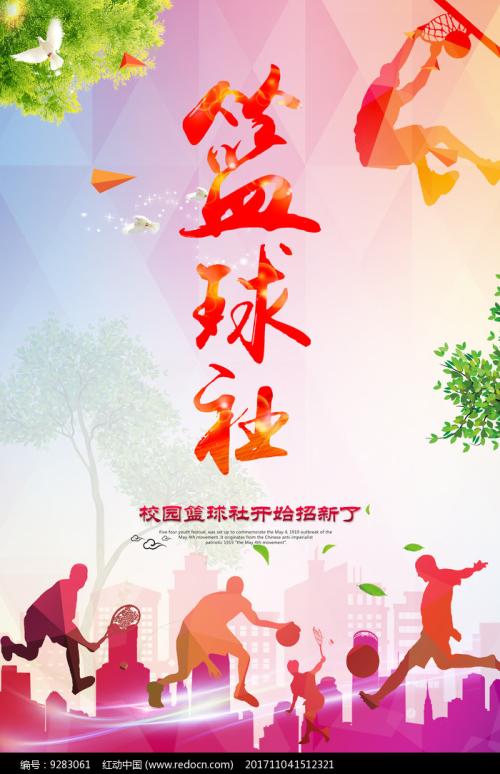 篮球社
校园篮球社开始招新了
Five four youth festival, was set up to commemorate the May 4, 1919 outbreak of the
May 4th movement. It originates from the Chinese anti-imperialist
patriotic 1919 "the May 4th movement".
编号：9283061 红动中国 (www.redocn.com) 201711041512321